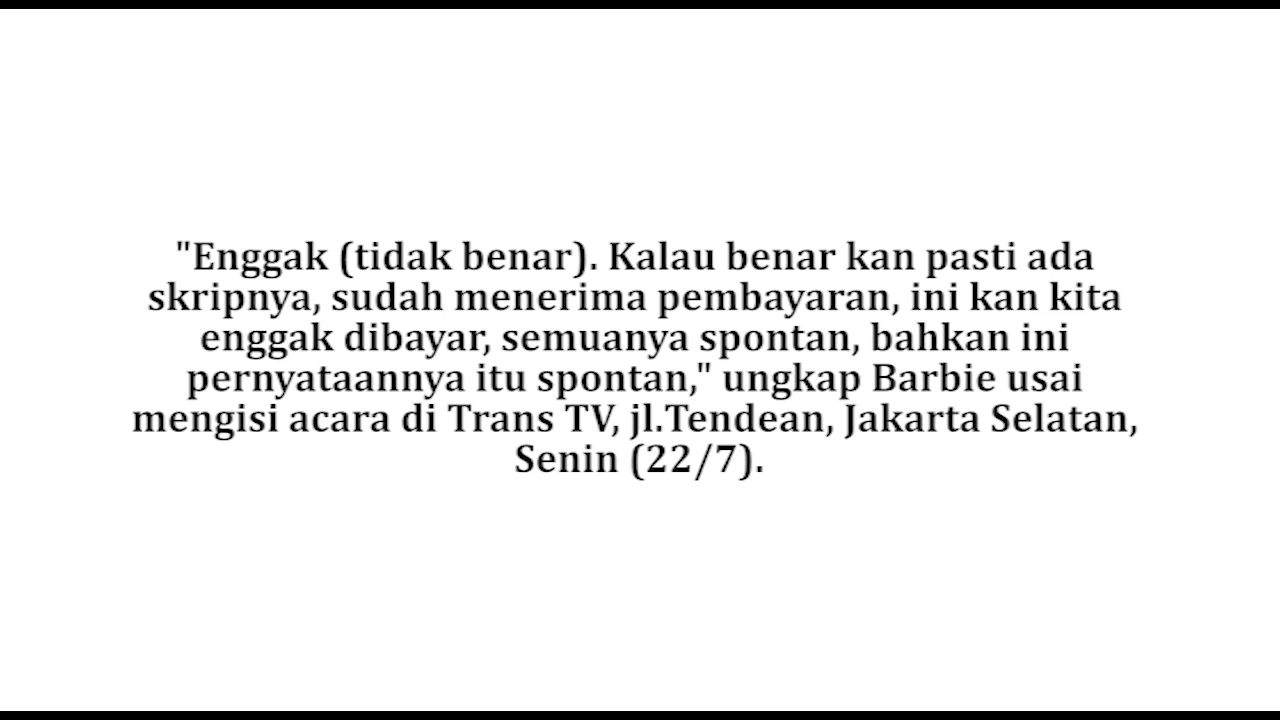 "Enggak (tidak benar). Kalau benar kan pasti ada
skripnya, sudah menerima pembayaran, ini kan kita
enggak dibayar, semuanya spontan, bahkan ini
pernyataannya itu spontan," ungkap Barbie usai
mengisi acara di Trans TV, jl.Tendean, Jakarta Selatan,
Senin (22/7).